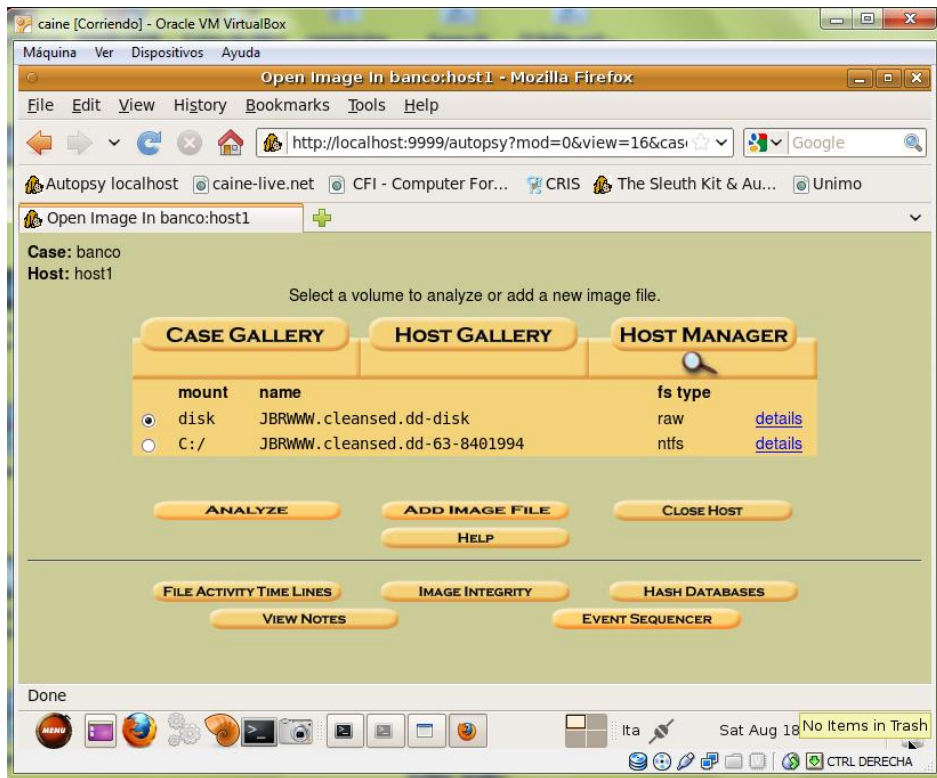 caine [Corriendo] - Oracle VM VirtualBox
Máquina Ver Dispositivos Ayuda
Open Image In banco:host1 - Mozilla Firefox
File Edit View History Bookmarks Tools Help
http://localhost:9999/autopsy?mod=0&view=16&cas Google
Autopsy localhost caine-live.net CFI - Computer For... CRIS The Sleuth Kit & Au... Unimo
Open Image In banco:host1
Case: banco
Host: host1
Select a volume to analyze or add a new image file.
CASE GALLERY HOST GALLERY HOST MANAGER
mount name fs type
disk JBRWWW.cleansed.dd-disk raw details
C:/ JBRWWW.cleansed.dd-63-8401994 ntfs details
ANALYZE ADD IMAGE FILE CLOSE HOST
HELP
FILE ACTIVITY TIME LINES IMAGE INTEGRITY HASH DATABASES
VIEW NOTES EVENT SEQUENCER
Done
MENU Ita Sat Aug 18 No Items in Trash
CTRL DERECHA